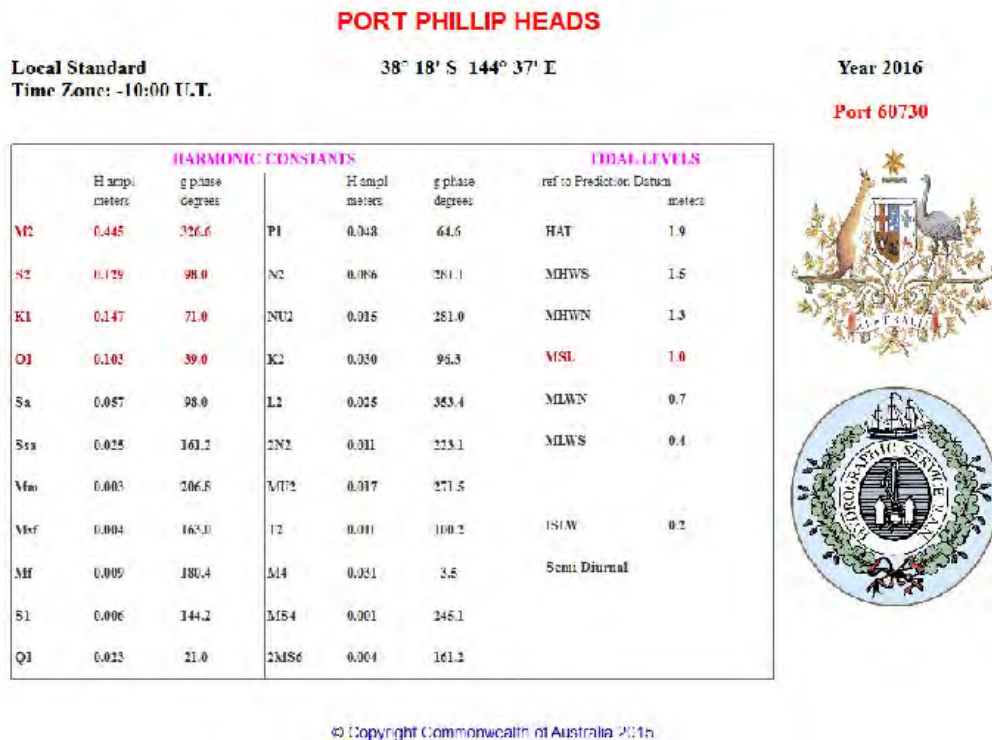 PORT PHILLIP HEADS
Local Standard 38° 18' S 144° 37' E Year 2016
Time Zone: -10:00 U.T.
Port 60730
HARMONIC CONSTANTS TIDAL LEVELS
H ampl g phase H ampl g phase ref to Prediction Datum
meters degrees meters degrees meters
M2 0.445 326.6 P1 0.048 64.6 HAT 1.9
S2 0.129 98.0 N2 0.086 281.1 MHWS 1.5
K1 0.147 71.0 NU2 0.015 281.0 MHWN 1.3
O1 0.103 39.0 K2 0.030 96.3 MSL 1.0
Sa 0.057 98.0 L2 0.025 353.4 MLWN 0.7
Ssa 0.025 161.2 2N2 0.011 223.1 MLWS 0.4
Mm 0.003 206.8 MU2 0.017 271.5
Msf 0.004 163.0 T2 0.011 100.2 ISLW 0.2
Mf 0.009 180.4 M4 0.031 3.5 Semi Diurnal
S1 0.006 144.2 MS4 0.001 245.1
Q1 0.023 21.0 2MS6 0.004 161.2
AUSTRALIA
HYDROGRAPHIC SERVICE R.A.N.
© Copyright Commonwealth of Australia 2015